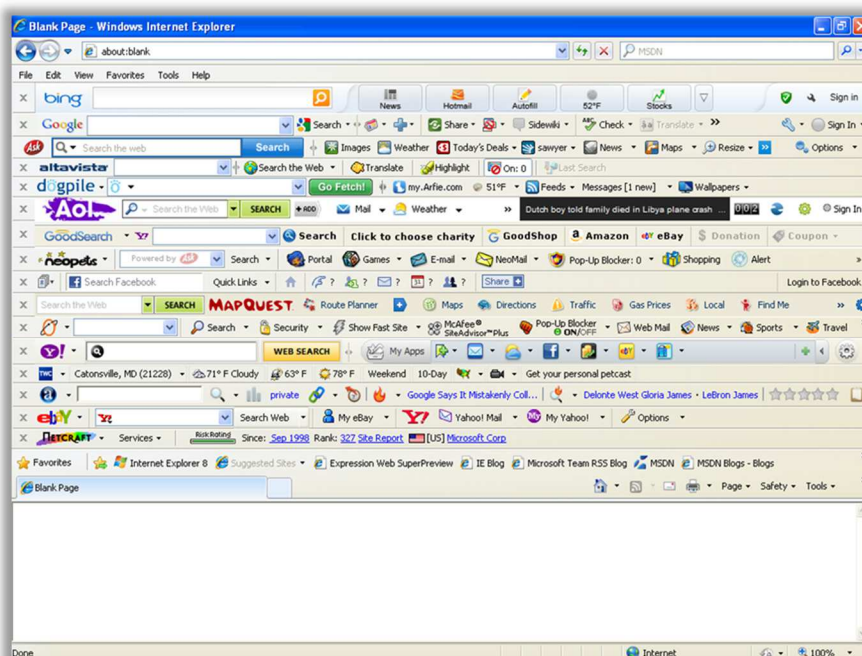 Blank Page - Windows Internet Explorer
about:blank MSDN
File Edit View Favorites Tools Help
x bing News Hotmail Autofill 52°F Stocks Sign in
x Google Search Share Sidewiki Check Translate » Sign In
Ask Search the web Search Images Weather Today's Deals sawyer News Maps Resize » Options
x altavista Search the Web Translate Highlight On: 0 Last Search
x dogpile Go Fetch! my.Arfie.com 51°F Feeds Messages [1 new] Wallpapers
x Aol Search the Web SEARCH + ADD Mail Weather » Dutch boy told family died in Libya plane crash ... 002 Sign In
x GoodSearch Search Click to choose charity GoodShop Amazon eBay Donation Coupon
x neopets Powered by Ask Search Portal Games E-mail NeoMail Pop-Up Blocker: 0 Shopping Alert »
x Search Facebook Quick Links ? ? ? ? ? Share Login to Facebook
Search the Web SEARCH MAPQUEST Route Planner Maps Directions Traffic Gas Prices Local Find Me »
x Search Security Show Fast Site McAfee® SiteAdvisor™Plus Pop-Up Blocker ON/OFF Web Mail News Sports Travel
x Y! WEB SEARCH My Apps
x TWC Catonsville, MD (21228) 71° F Cloudy 63° F 78° F Weekend 10-Day Get your personal petcast
x a private Google Says It Mistakenly Coll... Delonte West Gloria James LeBron James
x ebY Search Web My eBay Y! Yahoo! Mail My Yahoo! Options
x NETCRAFT Services Risk Rating Since: Sep 1998 Rank: 327 Site Report [US] Microsoft Corp
Favorites Internet Explorer 8 Suggested Sites Expression Web SuperPreview IE Blog Microsoft Team RSS Blog MSDN MSDN Blogs - Blogs
Blank Page Page Safety Tools
Done Internet 100%